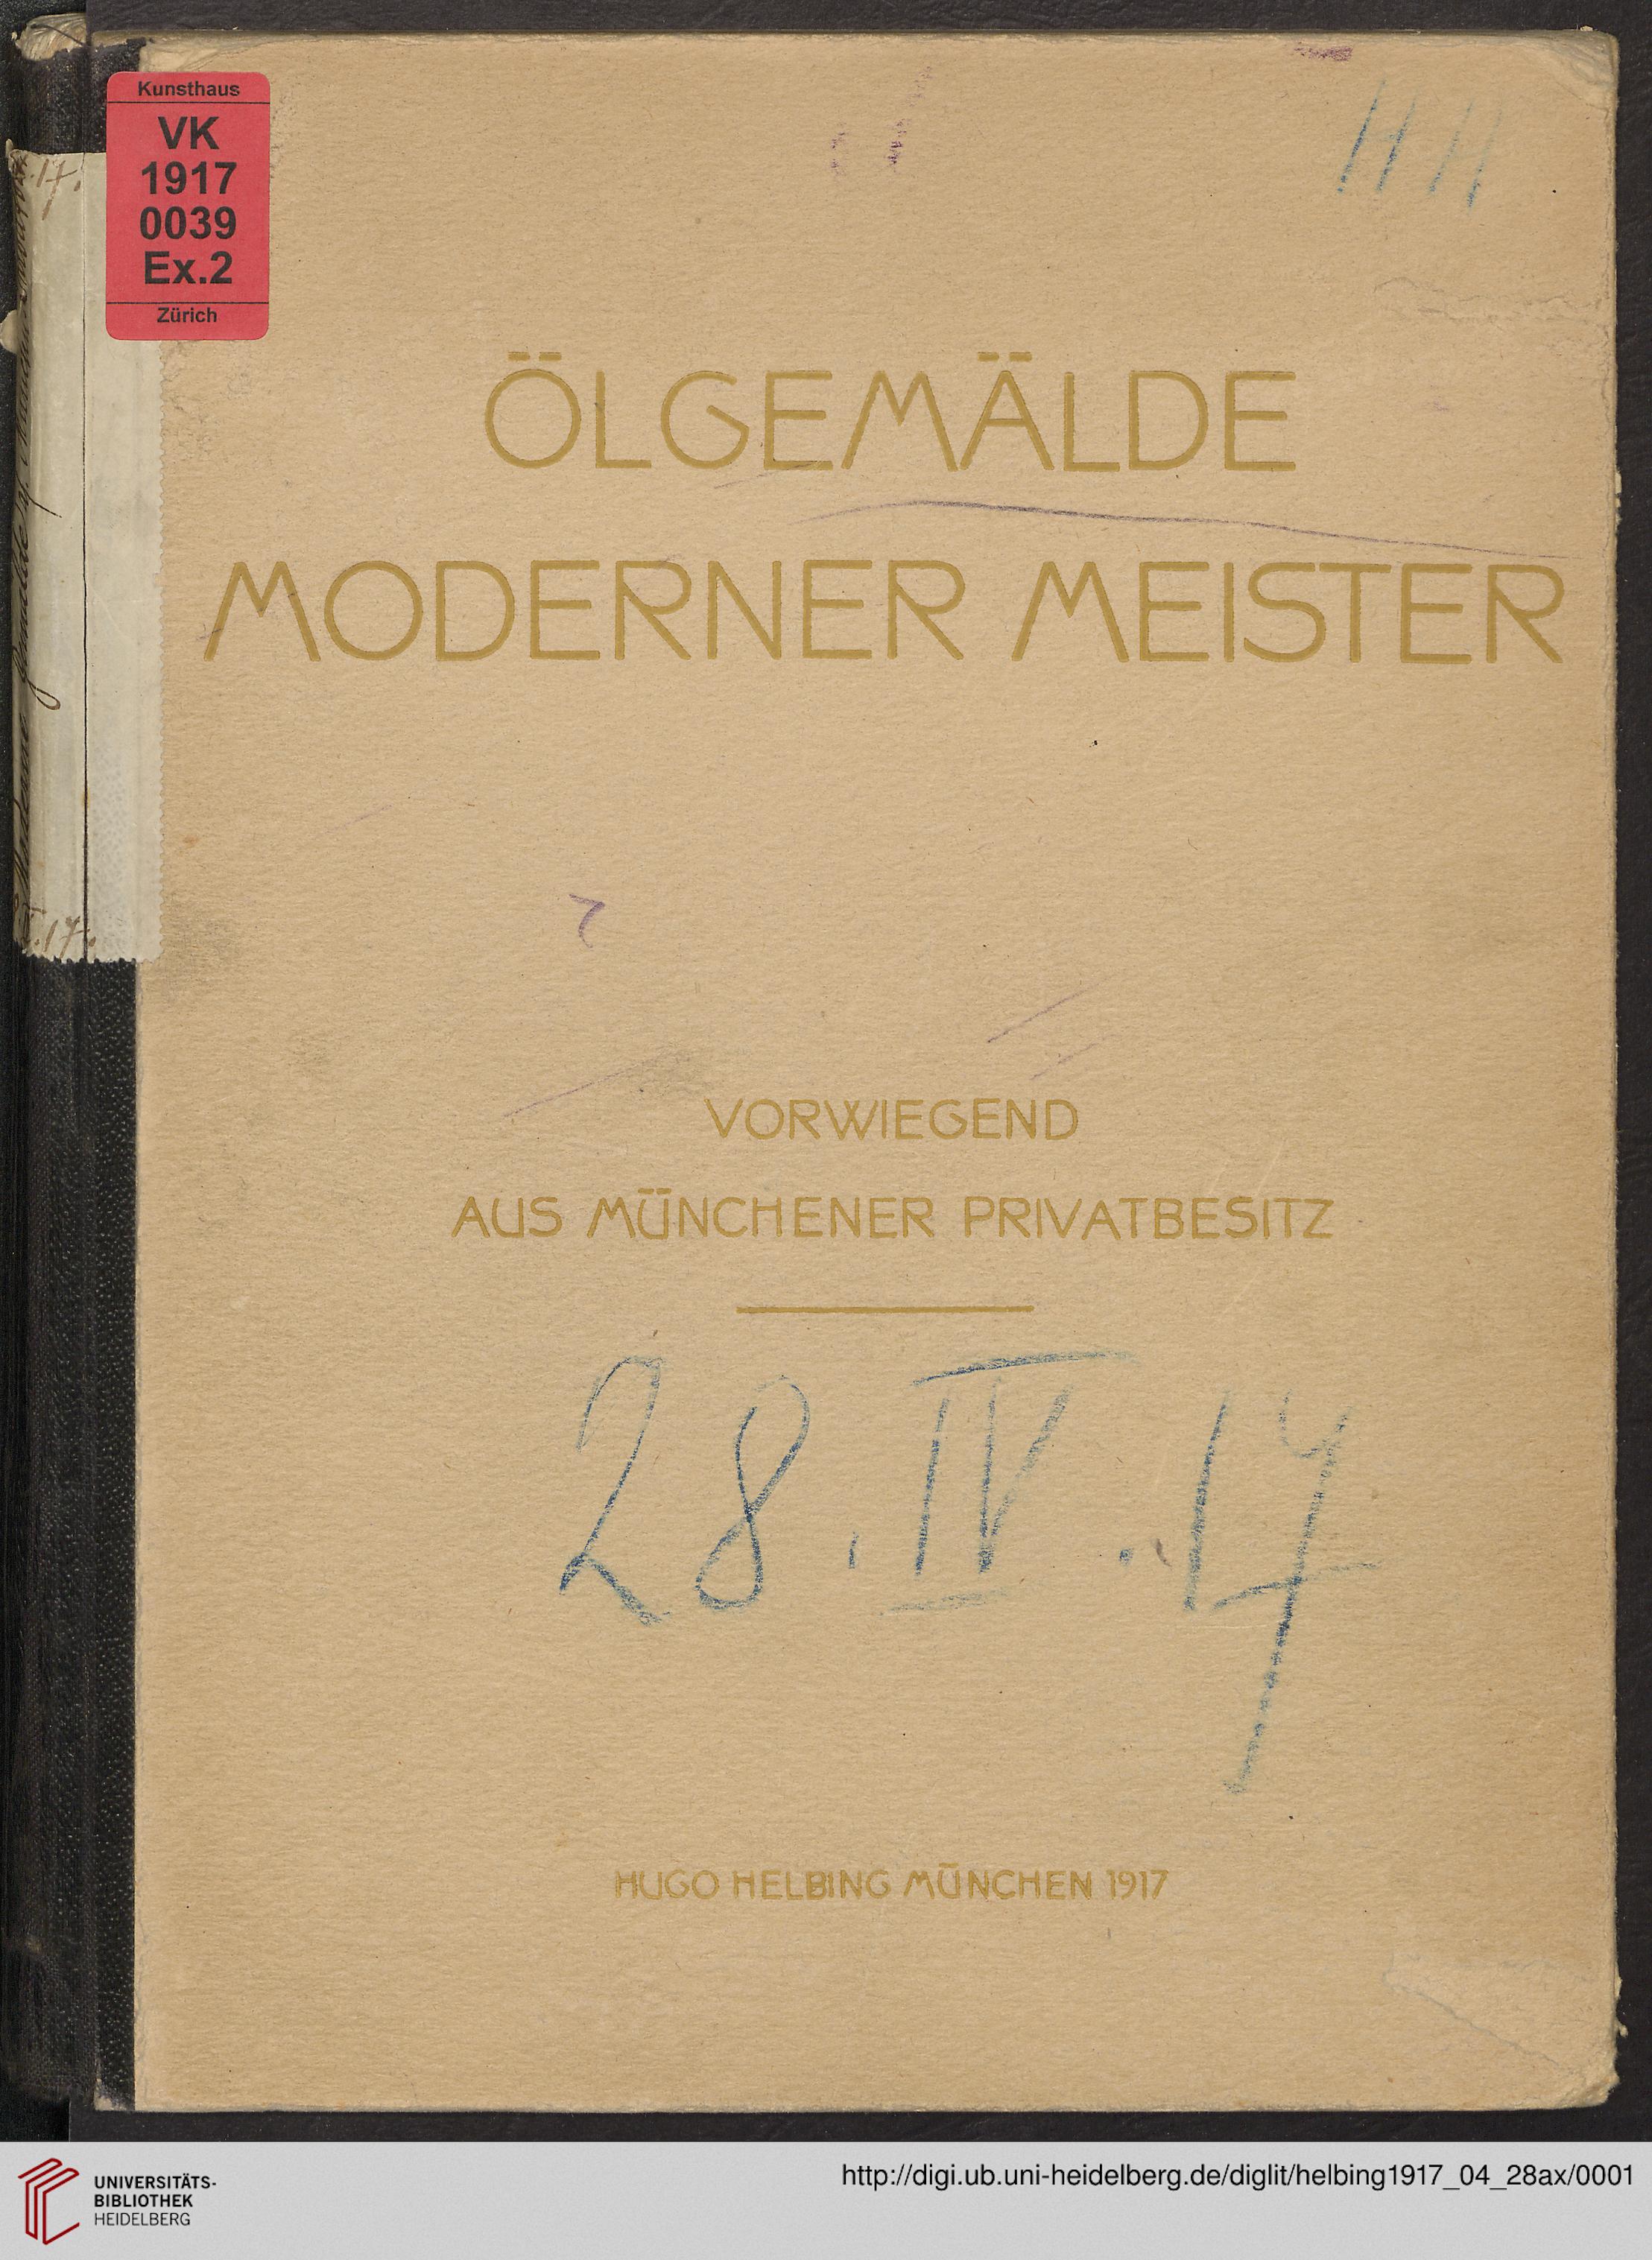 Kunsthaus
VK
1917
0039
Ex.2
Zürich
HH
ÖLGEMÄLDE
MODERNER MEISTER
VORWIEGEND
AUS MÜNCHENER PRIVATBESITZ
28. IV. 17
HUGO HELBING MÜNCHEN 1917
UNIVERSITÄTS-
BIBLIOTHEK
HEIDELBERG
http://digi.ub.uni-heidelberg.de/diglit/helbing1917_04_28ax/0001